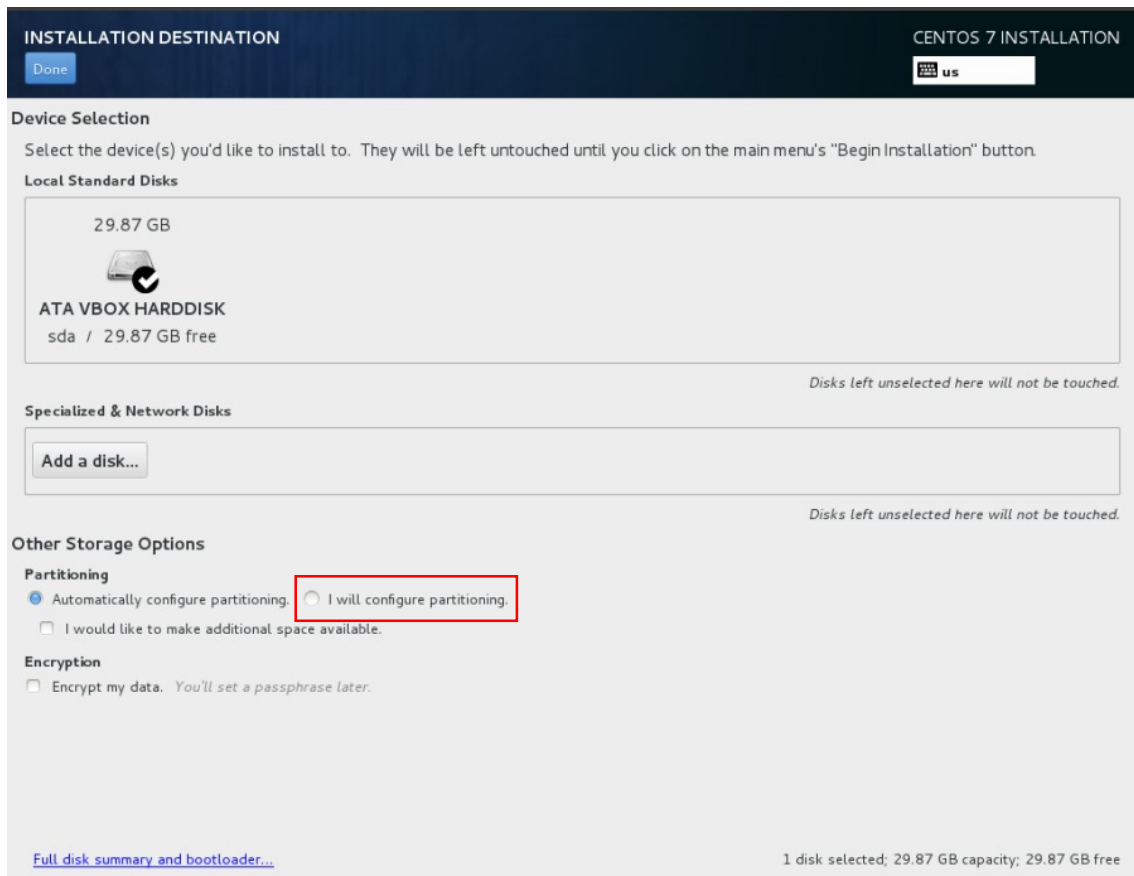 INSTALLATION DESTINATION
CENTOS 7 INSTALLATION
Done
us
Device Selection
Select the device(s) you'd like to install to. They will be left untouched until you click on the main menu's "Begin Installation" button.
Local Standard Disks
29.87 GB
ATA VBOX HARDDISK
sda / 29.87 GB free
Disks left unselected here will not be touched.
Specialized & Network Disks
Add a disk...
Disks left unselected here will not be touched.
Other Storage Options
Partitioning
Automatically configure partitioning. I will configure partitioning.
I would like to make additional space available.
Encryption
Encrypt my data. You'll set a passphrase later.
Full disk summary and bootloader...
1 disk selected; 29.87 GB capacity; 29.87 GB free